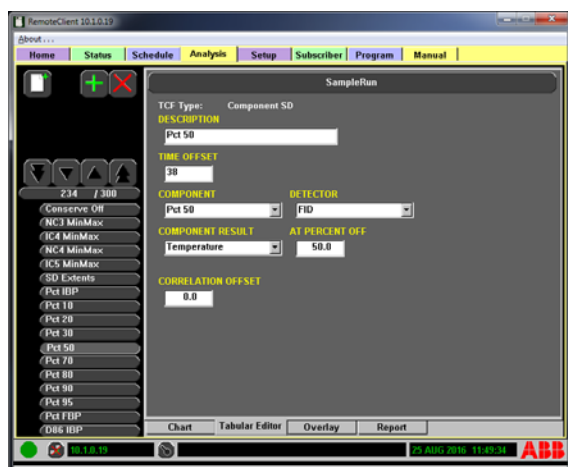 RemoteClient 10.1.0.19
About . . .
Home Status Schedule Analysis Setup Subscriber Program Manual
SampleRun
TCF Type: Component SD
DESCRIPTION
Pct 50
TIME OFFSET
38
234 / 300
COMPONENT DETECTOR
Pct 50 FID
COMPONENT RESULT AT PERCENT OFF
Temperature 50.0
CORRELATION OFFSET
0.0
Conserve Off
NC3 MinMax
IC4 MinMax
NC4 MinMax
IC5 MinMax
SD Extents
Pct IBP
Pct 10
Pct 20
Pct 30
Pct 50
Pct 70
Pct 80
Pct 90
Pct 95
Pct FBP
D86 IBP
Chart Tabular Editor Overlay Report
10.1.0.19 25 AUG 2016 11:49:34 ABB